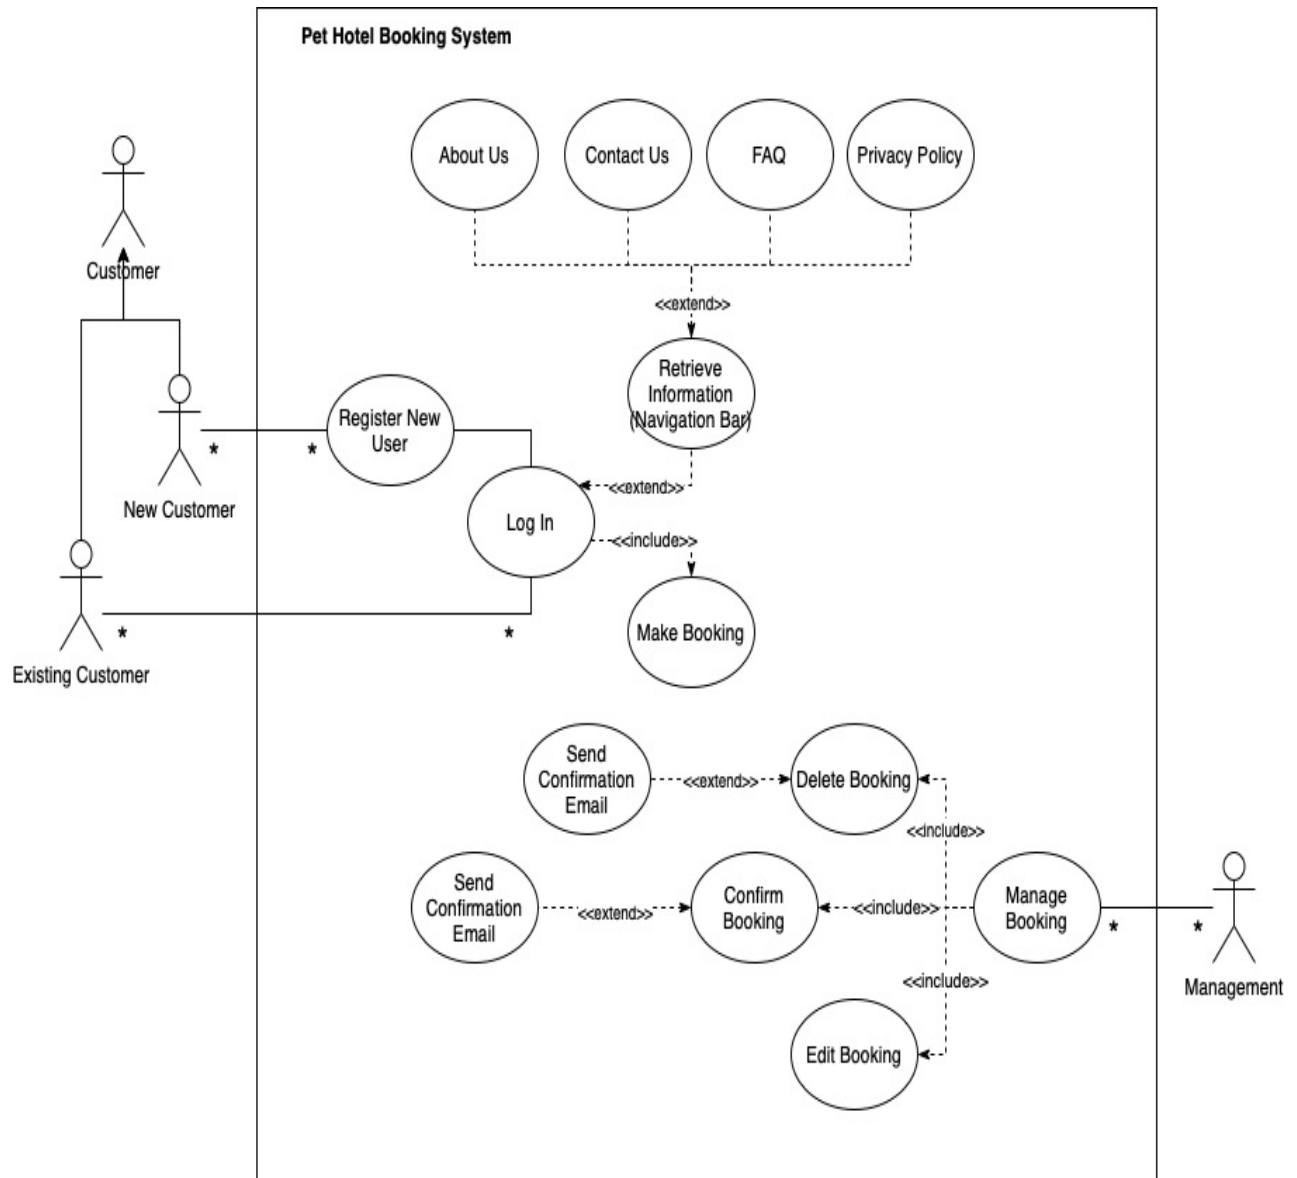 Pet Hotel Booking System
About Us
Contact Us
FAQ
Privacy Policy
Customer
<<extend>>
Retrieve
Information
(Navigation Bar)
Register New
User
*
*
New Customer
<<extend>>
Log In
<<include>>
Make Booking
*
*
Existing Customer
Send
Confirmation
Email
<<extend>>
Delete Booking
<<include>>
Send
Confirmation
Email
<<extend>>
Confirm
Booking
<<include>>
Manage
Booking
*
*
Management
<<include>>
Edit Booking